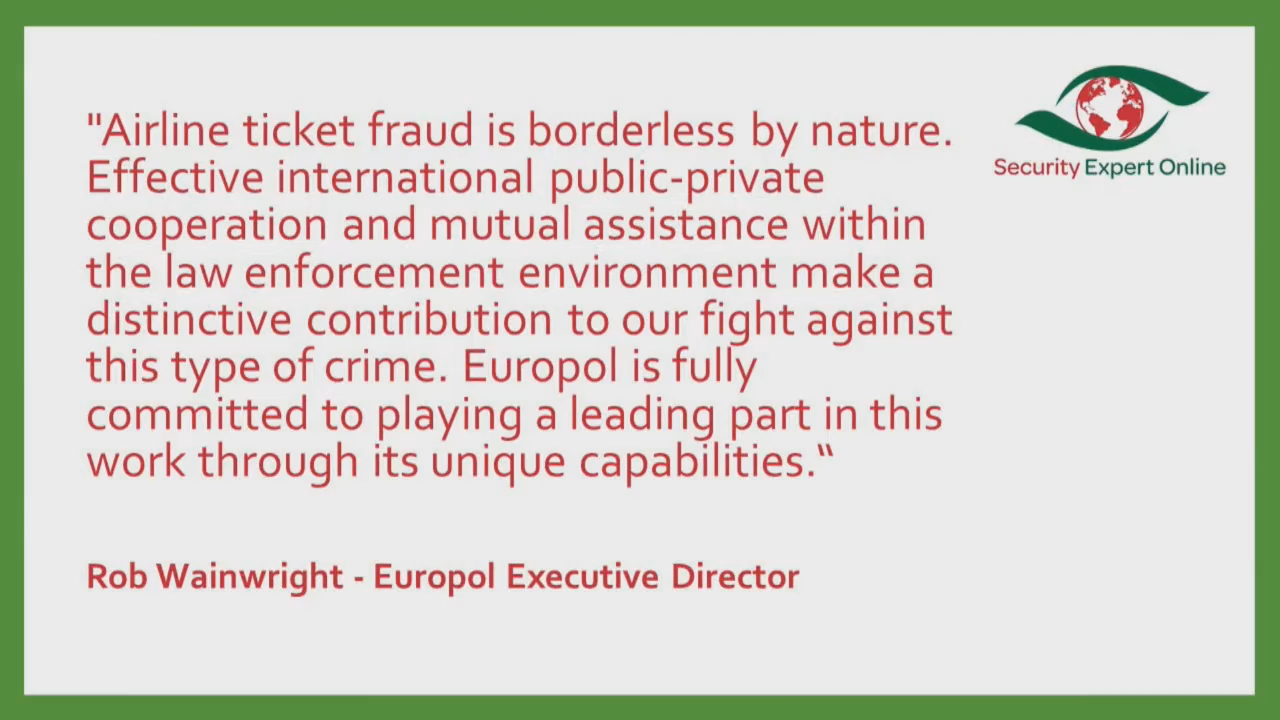 "Airline ticket fraud is borderless by nature.
Effective international public-private
cooperation and mutual assistance within
the law enforcement environment make a
distinctive contribution to our fight against
this type of crime. Europol is fully
committed to playing a leading part in this
work through its unique capabilities.“
Rob Wainwright - Europol Executive Director
Security Expert Online